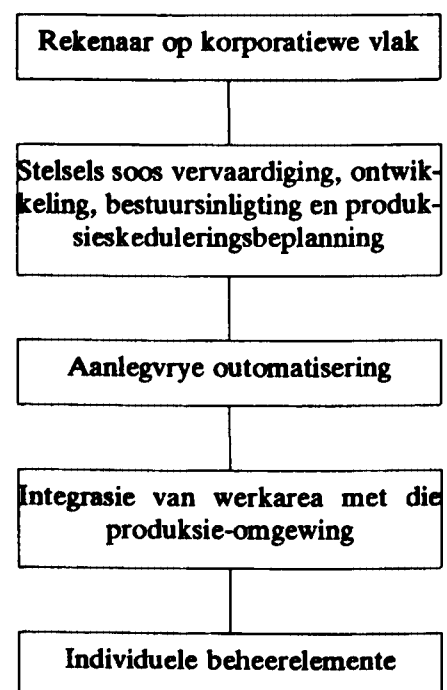 Rekenaar op korporatiewe vlak
Stelsels soos vervaardiging, ontwik-
keling, bestuursinligting en produk-
sieskeduleringsbeplanning
Aanlegvrye outomatisering
Integrasie van werkarea met die
produksie-omgewing
Individuele beheerelemente